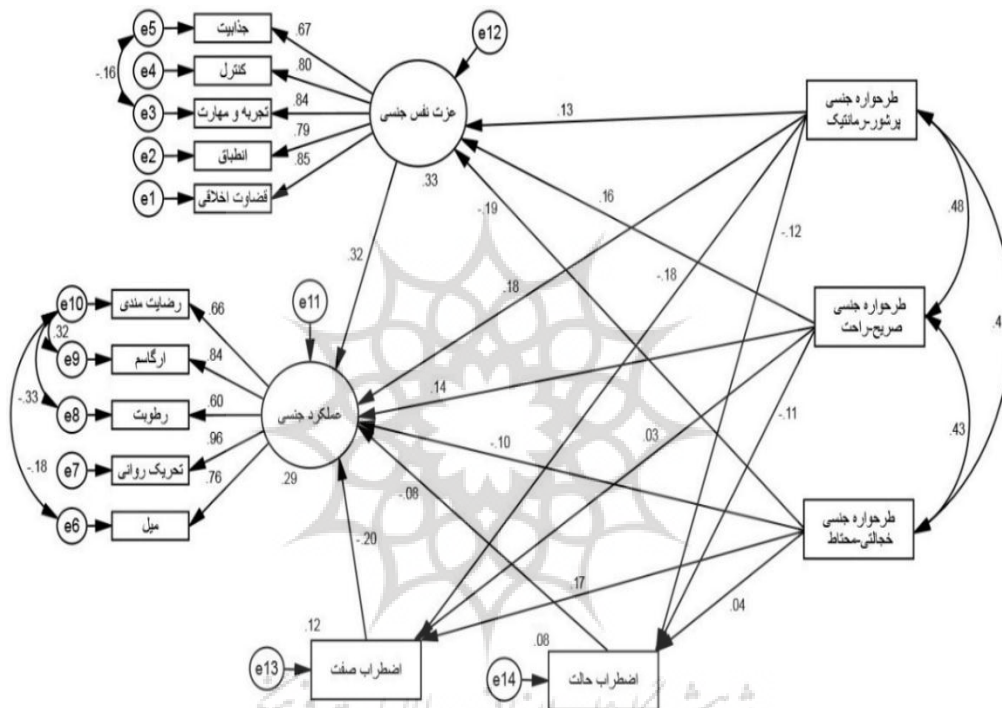 e5
جذابیت
.67
e12
e4
کنترل
.80
-.16
e3
تجربه و مهارت
.84
عزت نفس جنسی
e2
انطباق
.79
e1
قضاوت اخلاقی
.85
.33
.13
طرحواره جنسی
پرشور-رمانتیک
.16
-.19
-.12
.48
.32
.18
-.18
e10
رضایت مندی
.66
e11
.32
e9
ارگاسم
.84
-.33
e8
رطوبت
.60
عملکرد جنسی
e7
تحریک روانی
.96
-.18
e6
میل
.76
.29
طرحواره جنسی
صریح-راحت
.14
.03
-.11
.43
-.10
-.08
طرحواره جنسی
خجالتی-محتاط
-.20
.17
.04
.12
e13
اضطراب صفت
.08
e14
اضطراب حالت